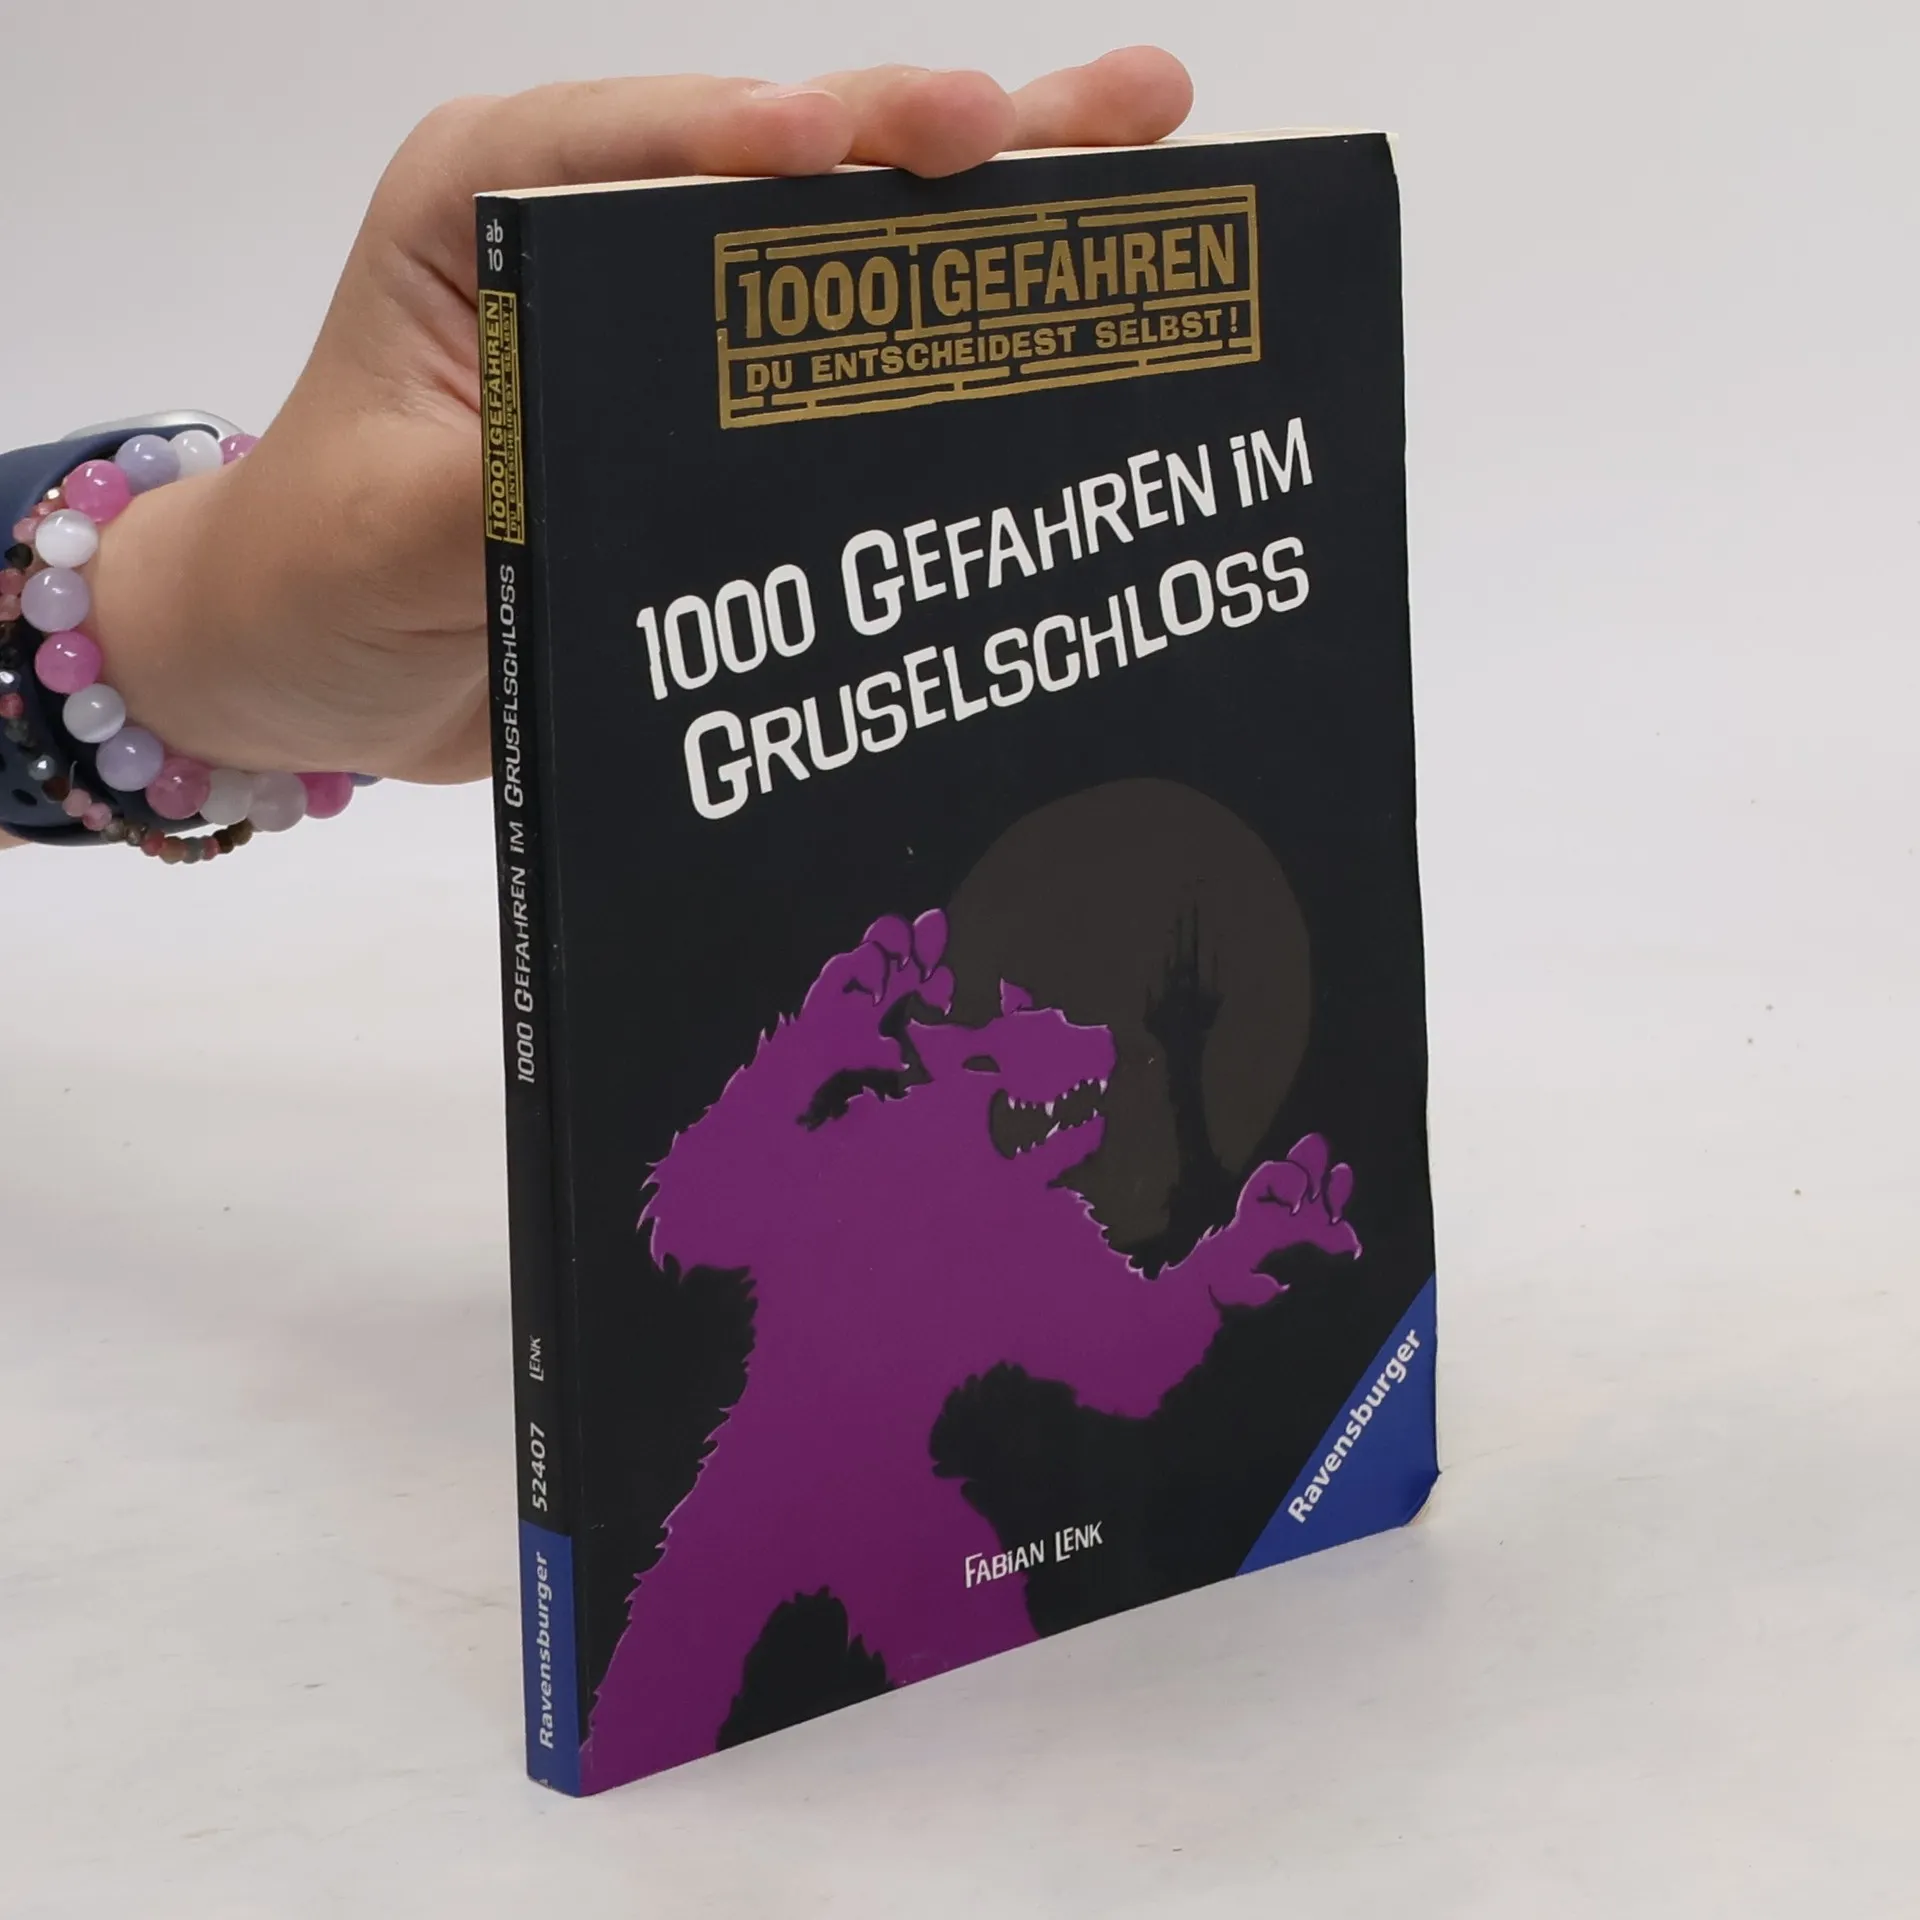 1000 GEFAHREN
DU ENTSCHEIDEST SELBST!
1000 GEFAHREN IM
GRUSELSCHLOSS
FABIAN LENK
Ravensburger
ab
10
1000 GEFAHREN
DU ENTSCHEIDEST SELBST!
1000 GEFAHREN IM GRUSELSCHLOSS
LENK
52407
Ravensburger